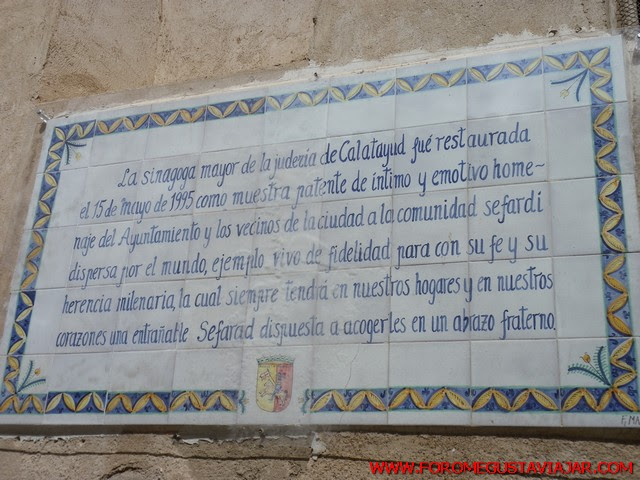 La sinagoga mayor de la judería de Calatayud fué restaurada
el 15 de mayo de 1995 como muestra patente de íntimo y emotivo home-
naje del Ayuntamiento y los vecinos de la ciudad a la comunidad sefardí
dispersa por el mundo, ejemplo vivo de fidelidad para con su fe y su
herencia milenaria, la cual siempre tendrá en nuestros hogares y en nuestros
corazones una entrañable Sefarad dispuesta a acogerles en un abrazo fraterno.
WWW.FOROMEGUSTAVIAJAR.COM